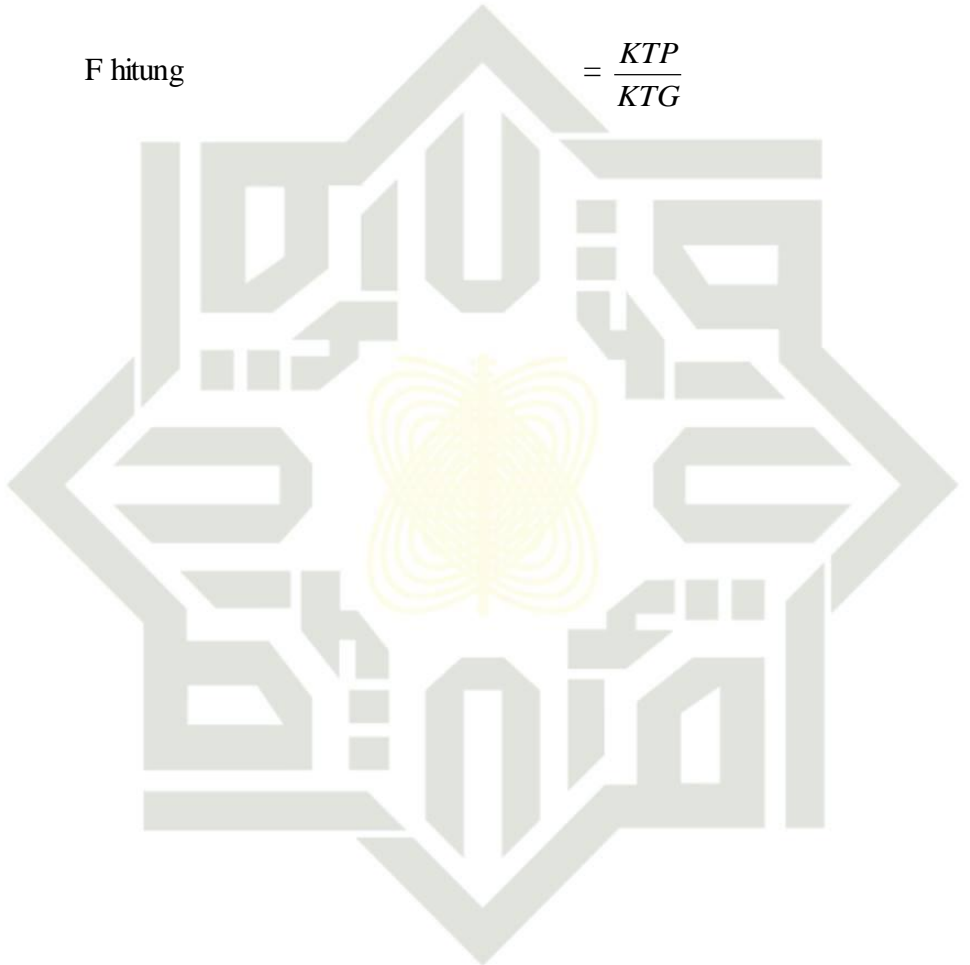 F hitung = KTP / KTG